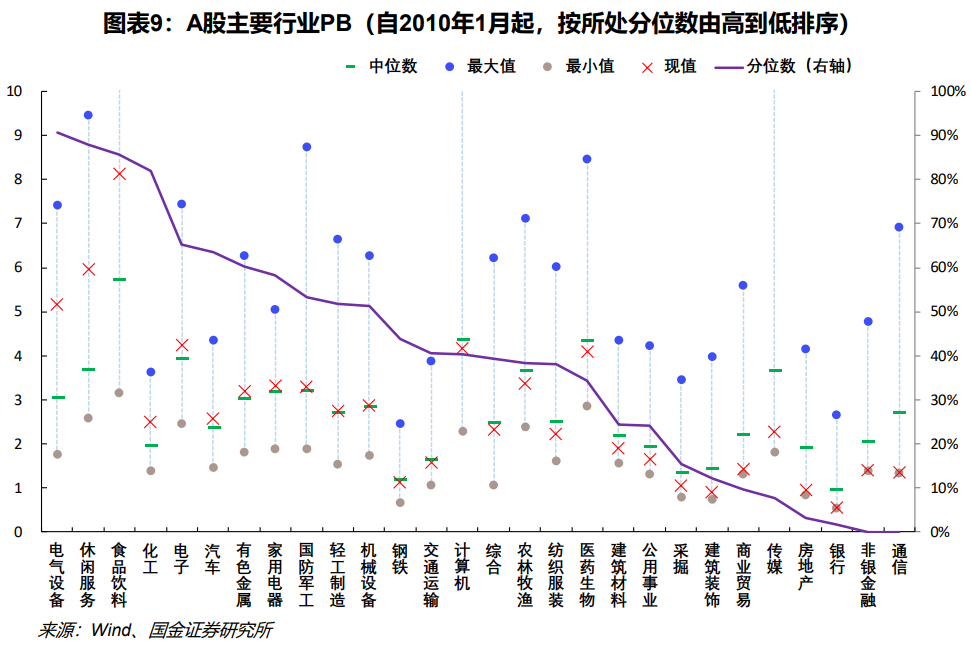 图表9：A股主要行业PB（自2010年1月起，按所处分位数由高到低排序）
中位数 最大值 最小值 现值 分位数（右轴）
10 100%
9 90%
8 80%
7 70%
6 60%
5 50%
4 40%
3 30%
2 20%
1 10%
0 0%
电气设备 休闲服务 食品饮料 化工 电子 汽车 有色金属 家用电器 国防军工 轻工制造 机械设备 钢铁 交通运输 计算机 综合 农林牧渔 纺织服装 医药生物 建筑材料 公用事业 采掘 建筑装饰 商业贸易 传媒 房地产 银行 非银金融 通信
来源：Wind、国金证券研究所